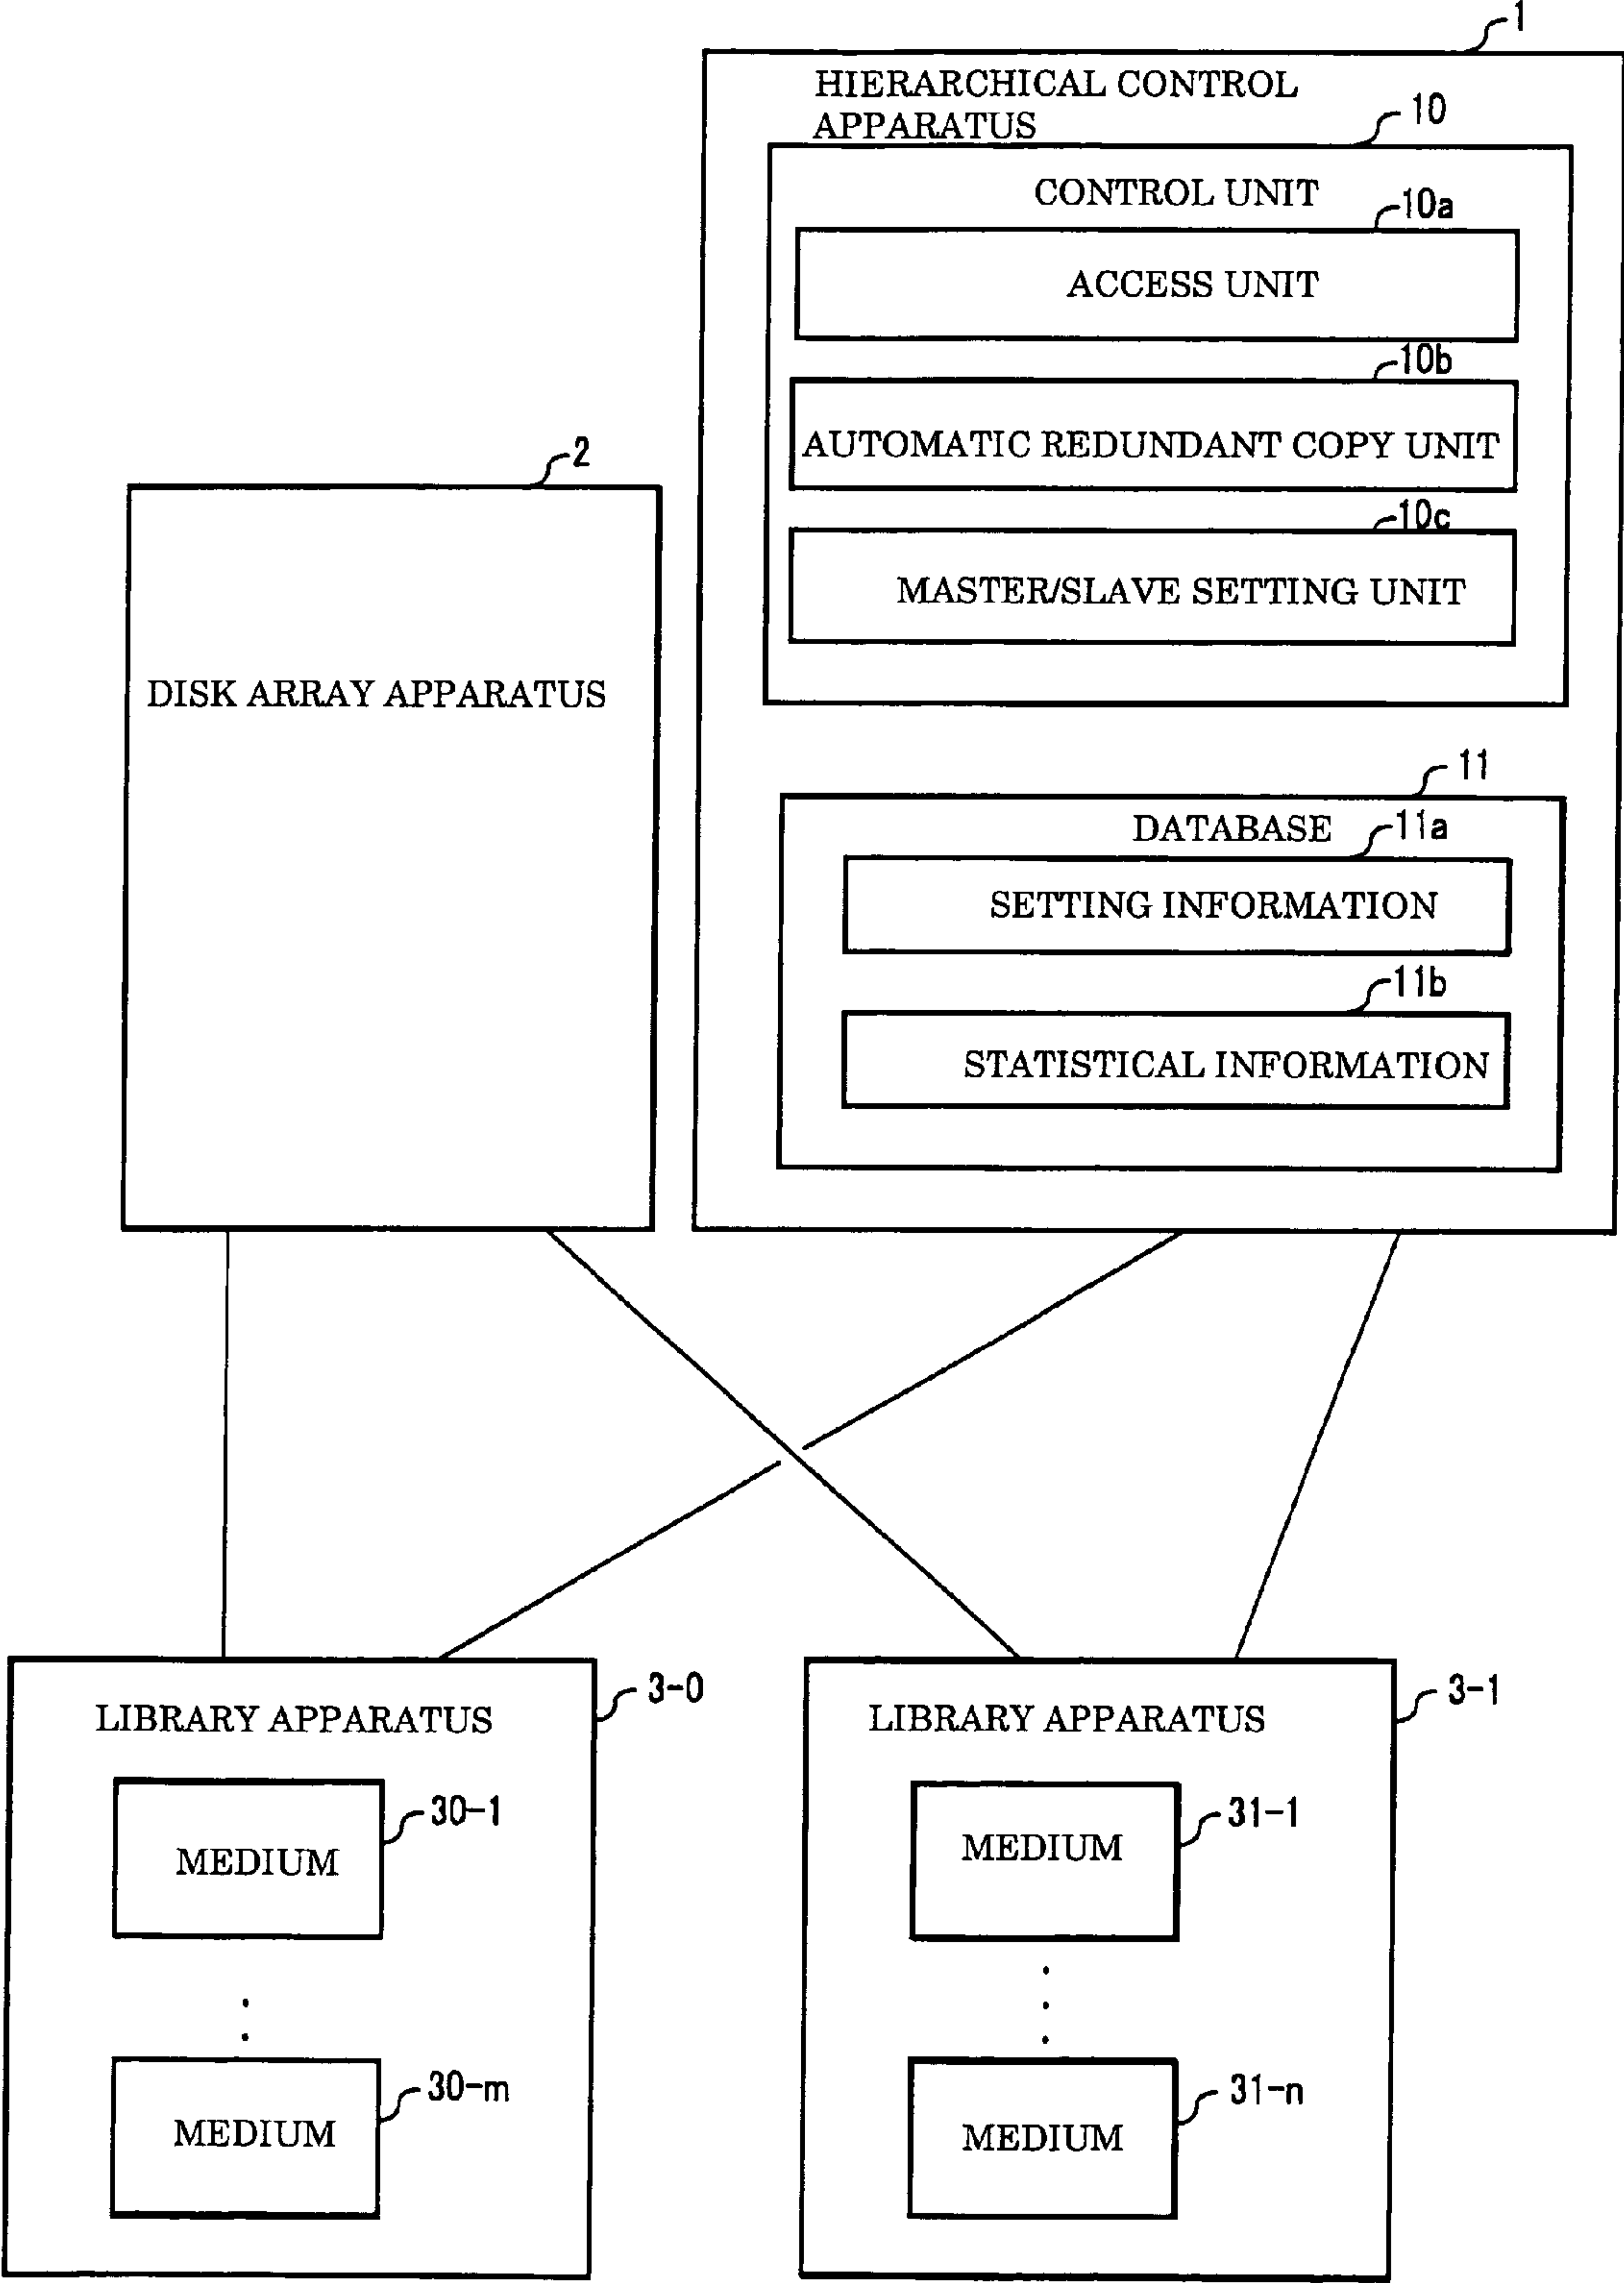 1
HIERARCHICAL CONTROL
APPARATUS
10
CONTROL UNIT
10a
ACCESS UNIT
10b
AUTOMATIC REDUNDANT COPY UNIT
10c
MASTER/SLAVE SETTING UNIT
2
DISK ARRAY APPARATUS
11
DATABASE
11a
SETTING INFORMATION
11b
STATISTICAL INFORMATION
3-0
LIBRARY APPARATUS
30-1
MEDIUM
30-m
MEDIUM
3-1
LIBRARY APPARATUS
31-1
MEDIUM
31-n
MEDIUM